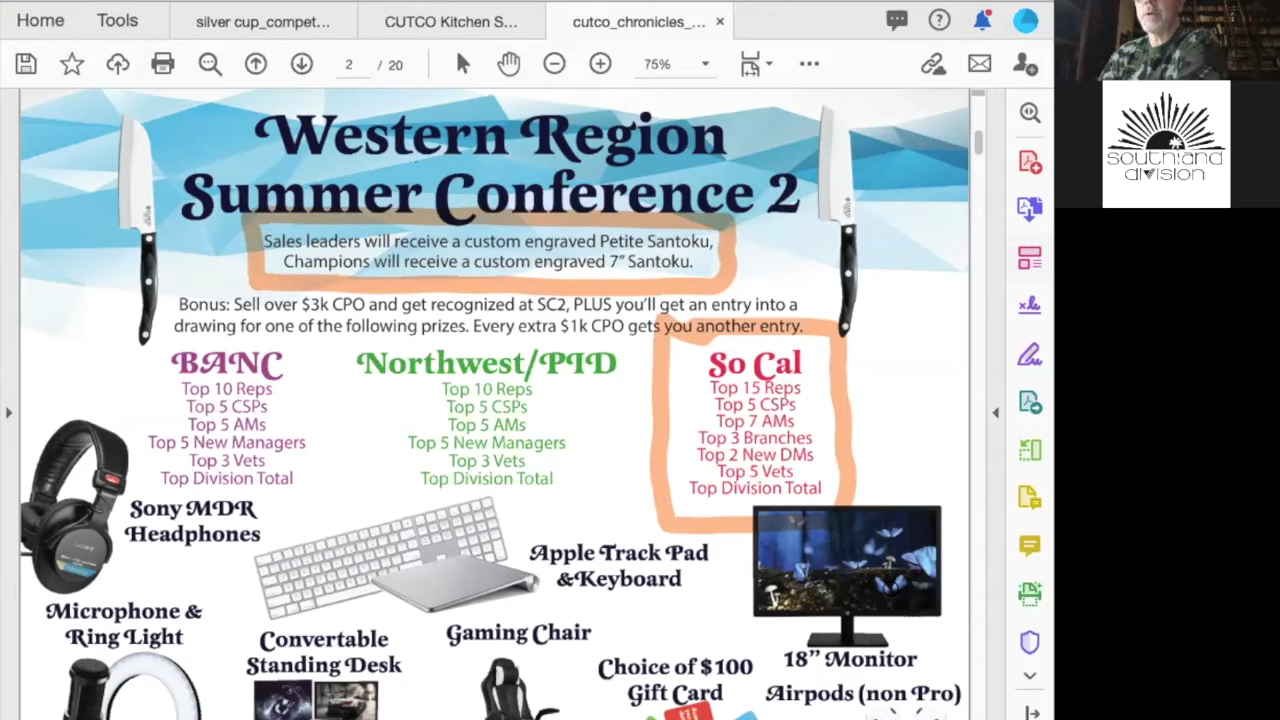 Home
Tools
silver cup_compet...
CUTCO Kitchen S...
cutco_chronicles_...
2 / 20
75%
Western Region
Summer Conference 2
Sales leaders will receive a custom engraved Petite Santoku,
Champions will receive a custom engraved 7" Santoku.
Bonus: Sell over $3k CPO and get recognized at SC2, PLUS you'll get an entry into a
drawing for one of the following prizes. Every extra $1k CPO gets you another entry.
BANC
Top 10 Reps
Top 5 CSPs
Top 5 AMs
Top 5 New Managers
Top 3 Vets
Top Division Total
Northwest/PID
Top 10 Reps
Top 5 CSPs
Top 5 AMs
Top 5 New Managers
Top 3 Vets
Top Division Total
So Cal
Top 15 Reps
Top 5 CSPs
Top 7 AMs
Top 3 Branches
Top 2 New DMs
Top 5 Vets
Top Division Total
Sony MDR
Headphones
Apple Track Pad
&Keyboard
Microphone &
Ring Light
Convertable
Standing Desk
Gaming Chair
Choice of $100
Gift Card
18" Monitor
Airpods (non Pro)
southland
division